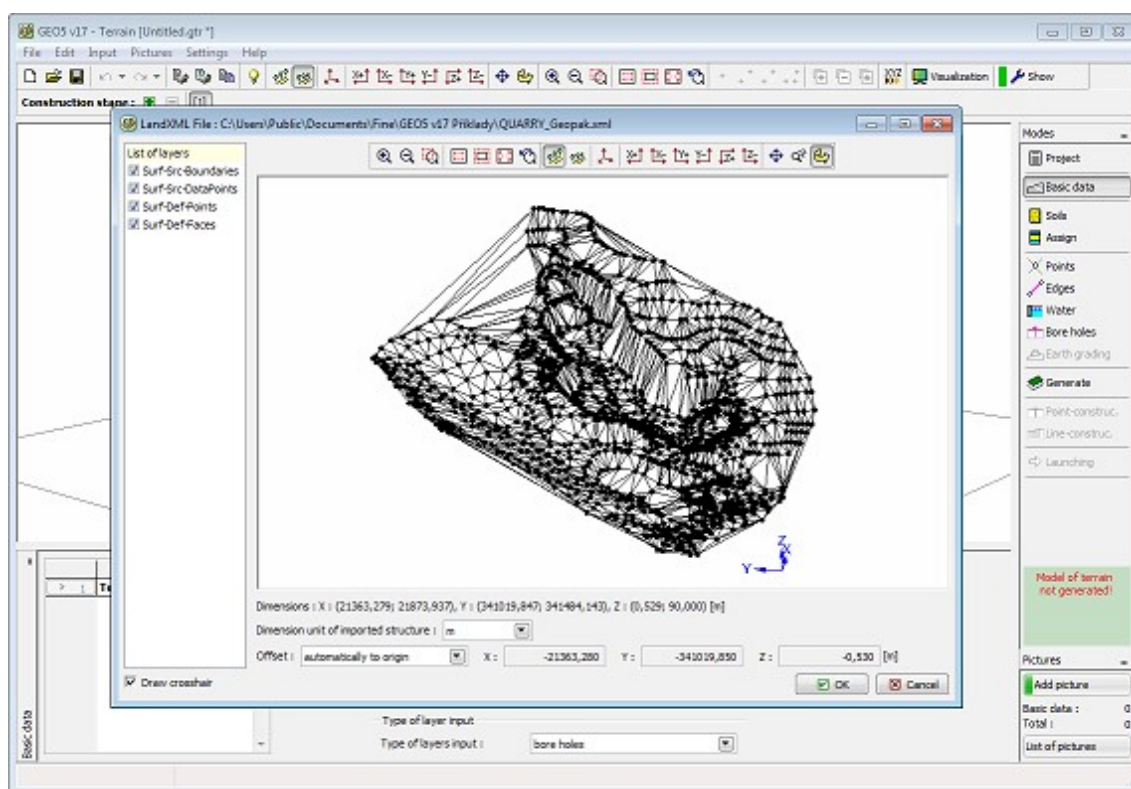 GEO5 v17 - Terrain [Untitled.gtr *]
File Edit Input Pictures Settings Help
Visualization Show
Construction stage : [1]
LandXML File : C:\Users\Public\Documents\Fine\GEO5 v17 Příklady\QUARRY_Geopak.xml
List of layers
Surf-Src-Boundaries
Surf-Src-DataPoints
Surf-Def-Points
Surf-Def-Faces
Z
X
Y
Dimensions : X : (21363,279; 21873,937), Y : (341019,847; 341484,143), Z : (0,529; 90,000) [m]
Dimension unit of imported structure : m
Offset : automatically to origin X : -21363,280 Y : -341019,850 Z : -0,530 [m]
Draw crosshair OK Cancel
Type of layer input
Type of layers input : bore holes
Basic data
Modes
Project
Basic data
Soils
Assign
Points
Edges
Water
Bore holes
Earth grading
Generate
Point-construc.
Line-construc.
Launching
Model of terrain
not generated!
Pictures
Add picture
Basic data : 0
Total : 0
List of pictures